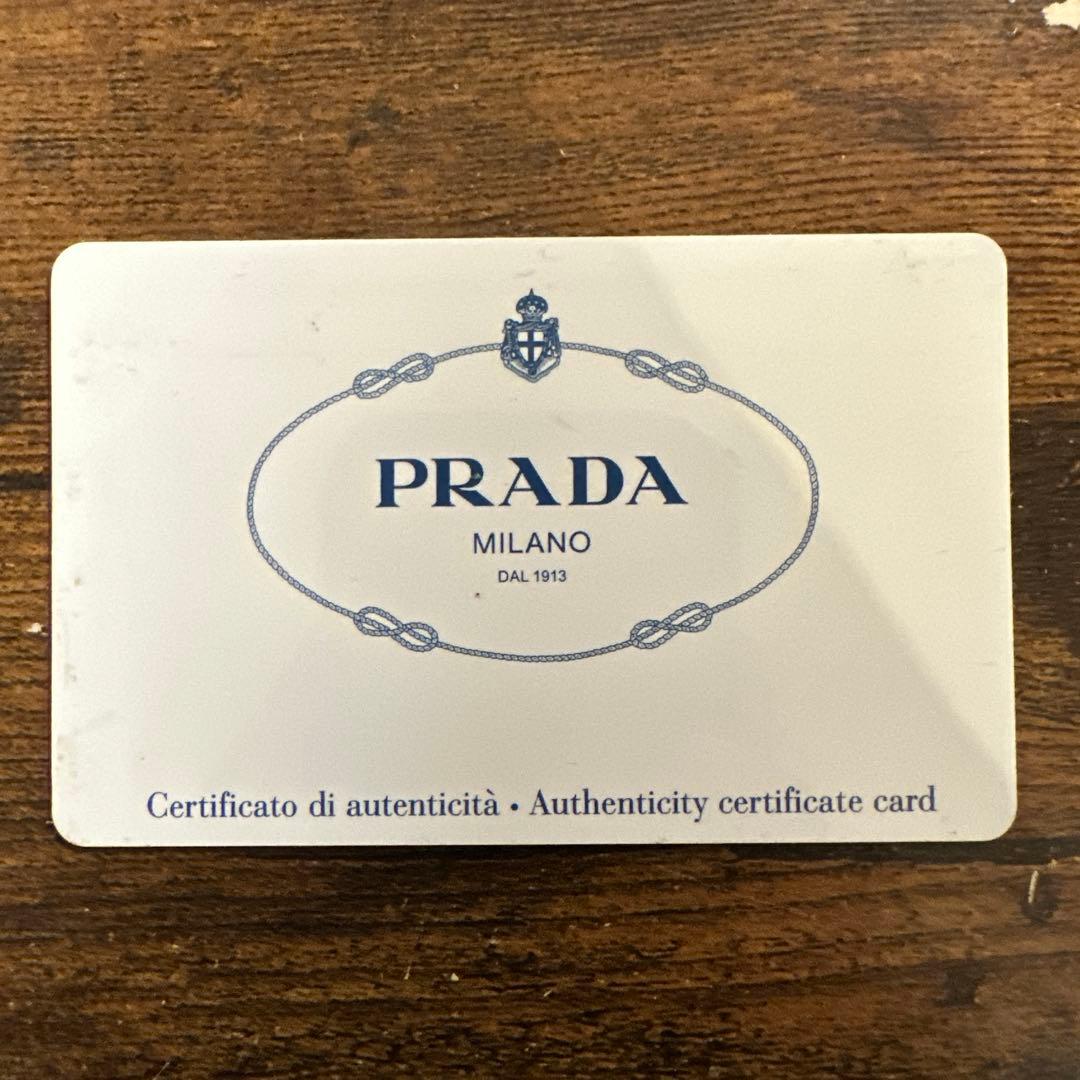 PRADA
MILANO
DAL 1913
Certificato di autenticità • Authenticity certificate card